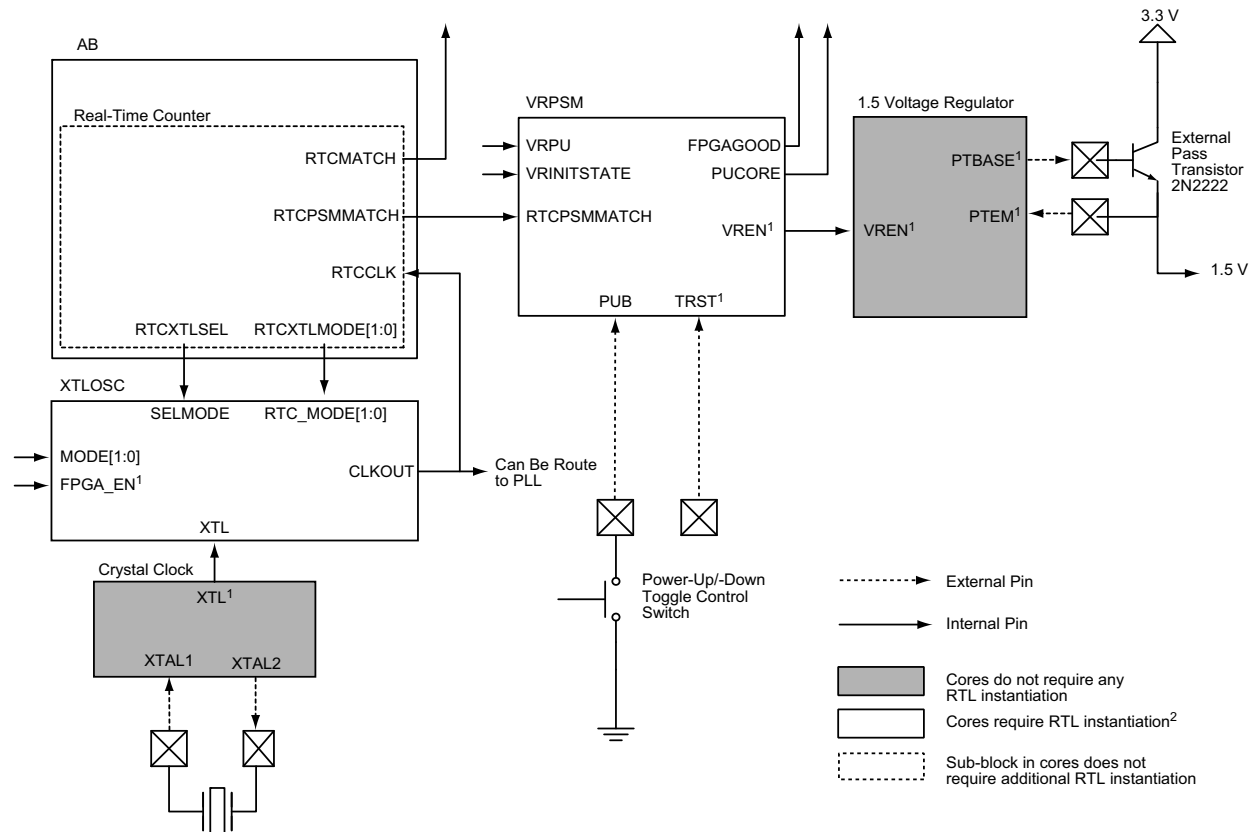 AB
Real-Time Counter
RTCMATCH
RTCPSMMATCH
RTCCLK
RTCXTLSEL RTCXTLMODE[1:0]
XTLOSC
SELMODE RTC_MODE[1:0]
MODE[1:0]
FPGA_EN1
CLKOUT
XTL
Can Be Route
to PLL
Crystal Clock
XTL1
XTAL1 XTAL2
VRPSM
VRPU
VRINITSTATE
RTCPSMMATCH
FPGAGOOD
PUCORE
VREN1
PUB TRST1
Power-Up/-Down
Toggle Control
Switch
1.5 Voltage Regulator
PTBASE1
PTEM1
VREN1
3.3 V
External
Pass
Transistor
2N2222
1.5 V
External Pin
Internal Pin
Cores do not require any
RTL instantiation
Cores require RTL instantiation2
Sub-block in cores does not
require additional RTL instantiation